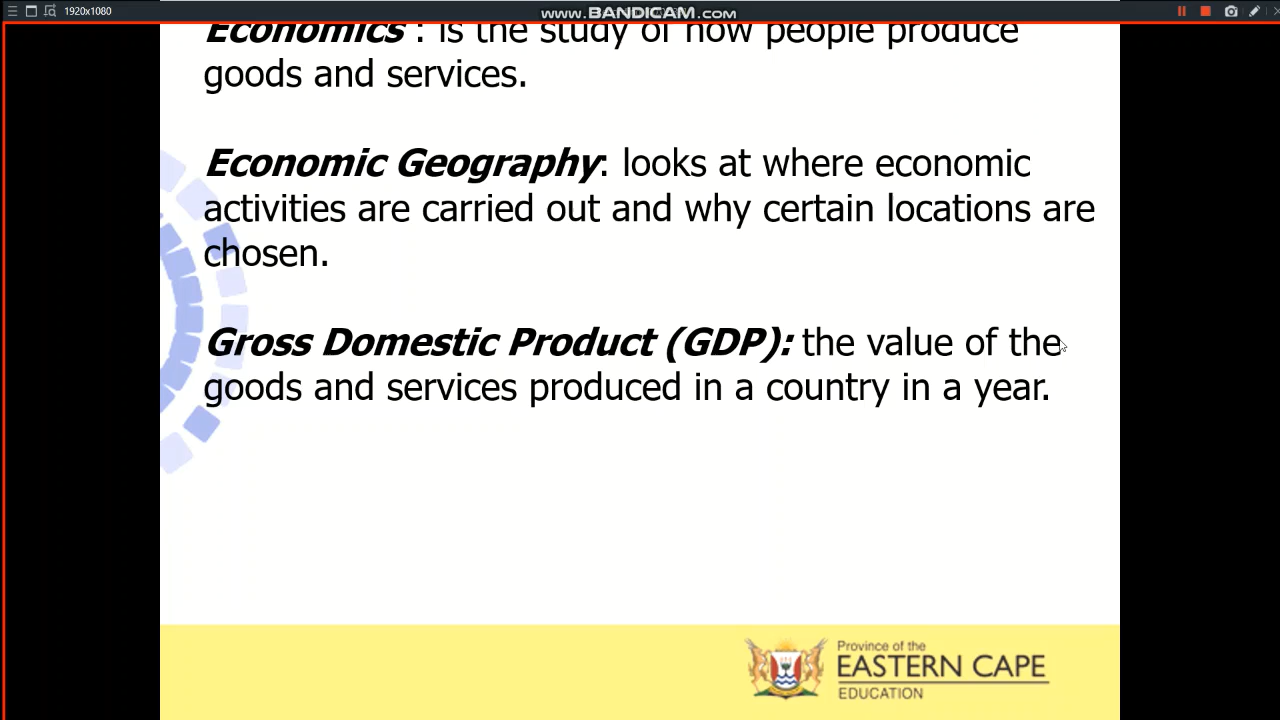 1920x1080
www.BANDICAM.com
Economics : is the study of how people produce
goods and services.
Economic Geography: looks at where economic
activities are carried out and why certain locations are
chosen.
Gross Domestic Product (GDP): the value of the
goods and services produced in a country in a year.
Province of the
EASTERN CAPE
EDUCATION